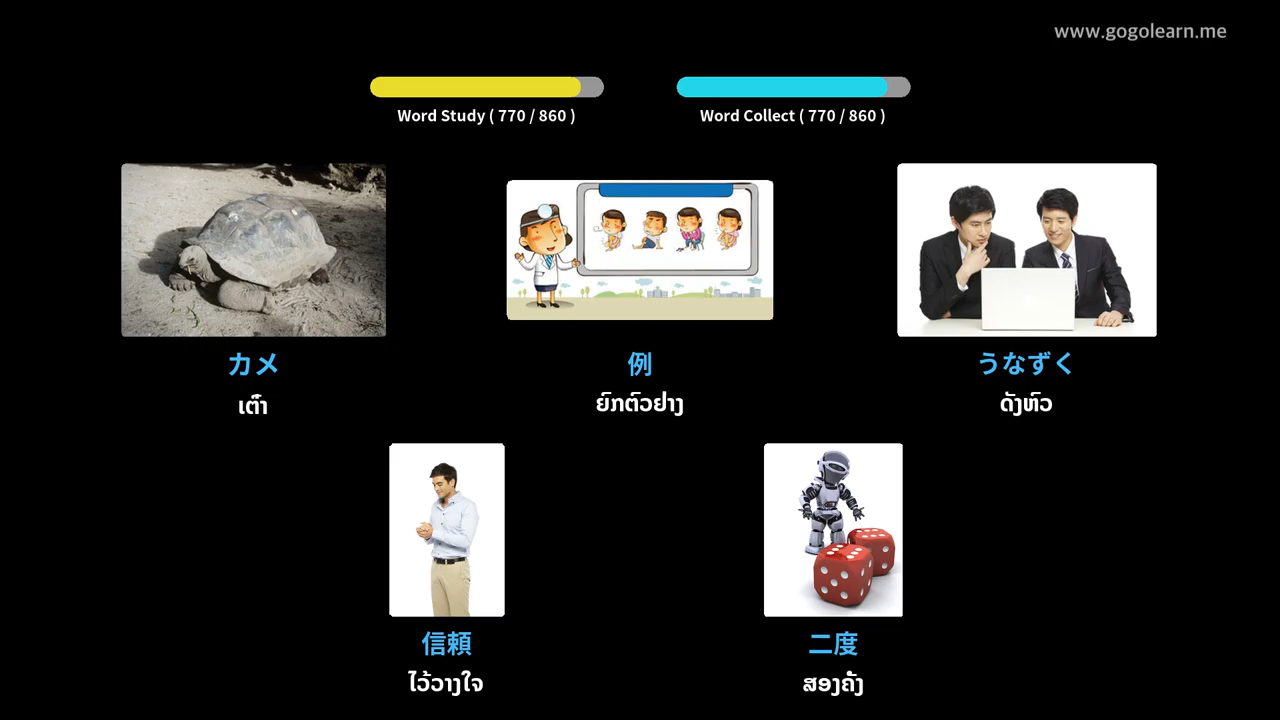 www.gogolearn.me
Word Study ( 770 / 860 )
Word Collect ( 770 / 860 )
カメ
ເຕົ່າ
例
ຍົກຕົວຢ່າງ
うなずく
ດັງຫົວ
信頼
ໄວ້ວາງໃຈ
二度
ສອງຄັ້ງ